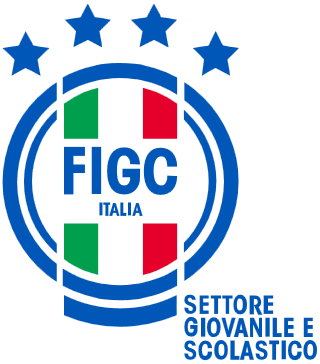 FIGC
ITALIA
SETTORE
GIOVANILE E
SCOLASTICO